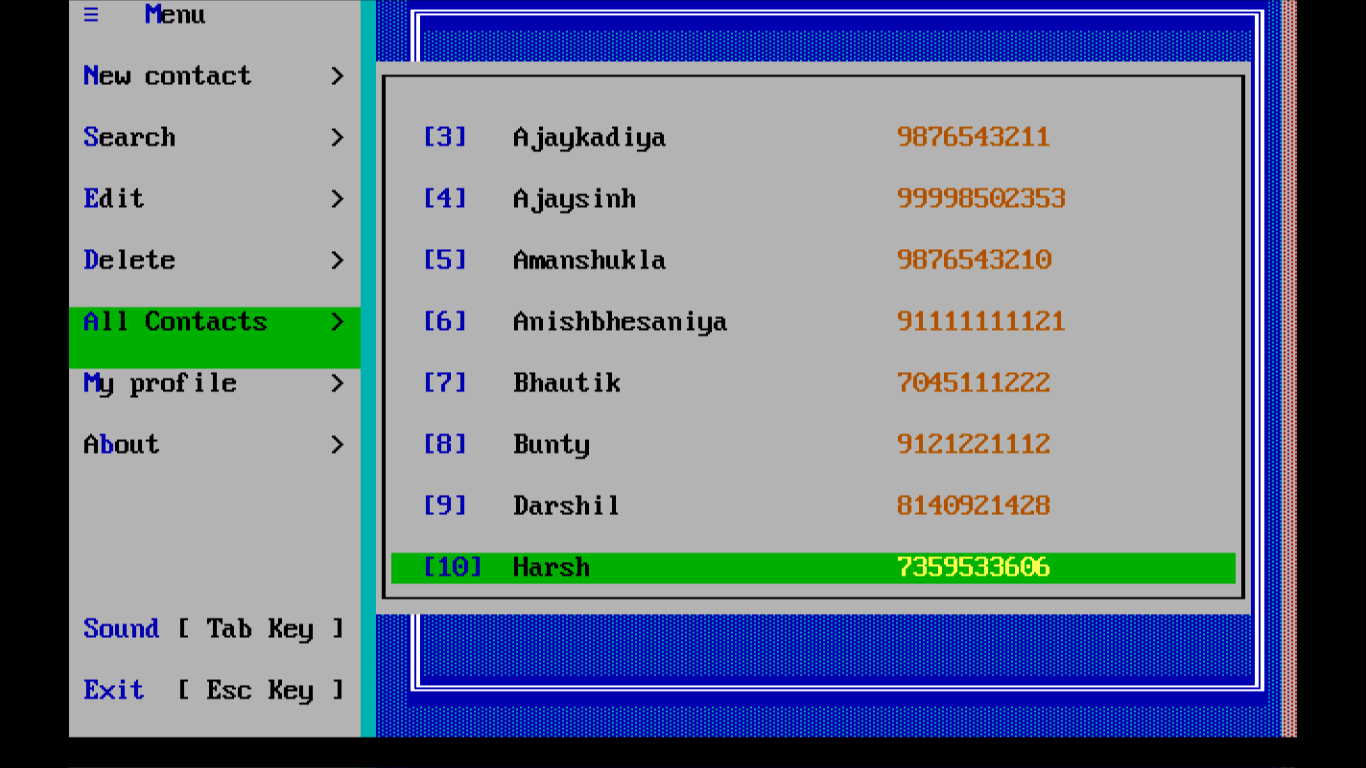 ≡ Menu
New contact >
Search >
Edit >
Delete >
All Contacts >
My profile >
About >
Sound [ Tab Key ]
Exit [ Esc Key ]
[3] Ajaykadiya 9876543211
[4] Ajaysinh 99998502353
[5] Amanshukla 9876543210
[6] Anishbhesaniya 91111111121
[7] Bhautik 7045111222
[8] Bunty 9121221112
[9] Darshil 8140921428
[10] Harsh 7359533606